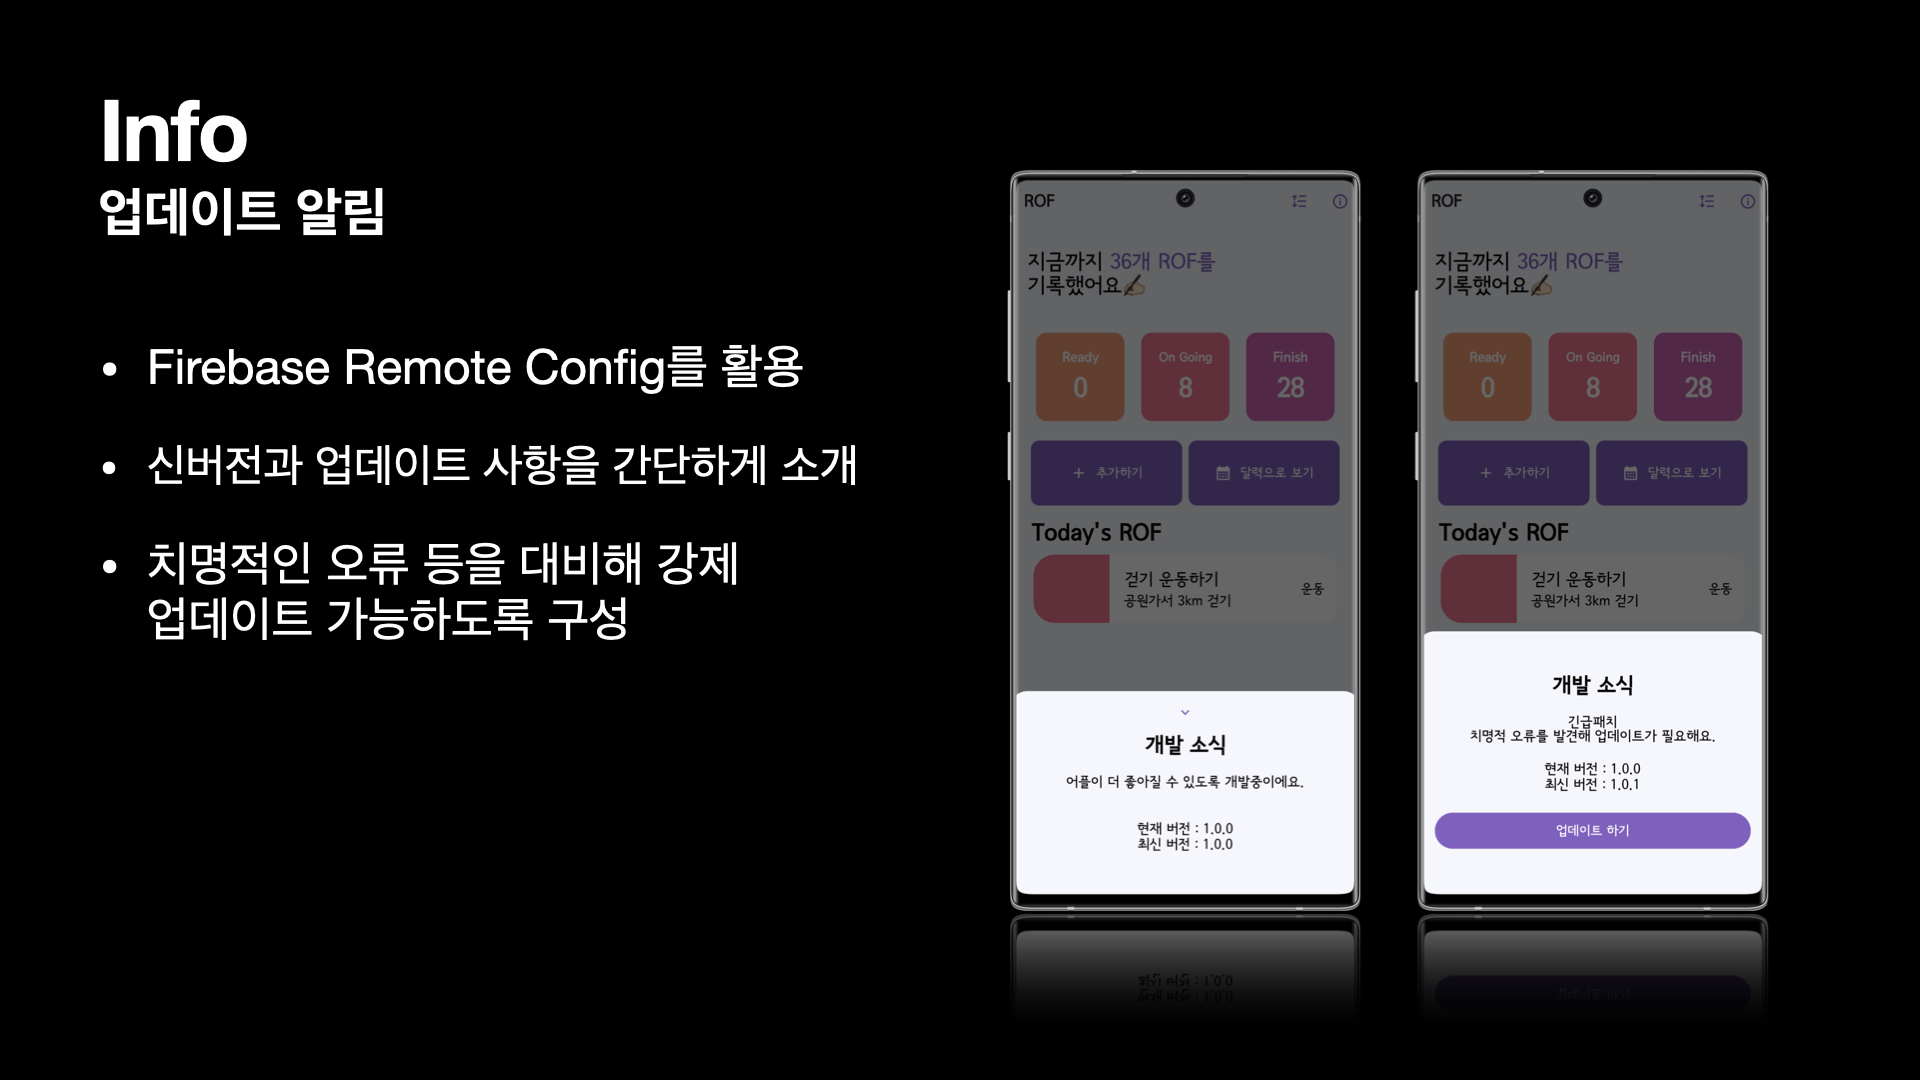 Info
업데이트 알림
• Firebase Remote Config를 활용
• 신버전과 업데이트 사항을 간단하게 소개
• 치명적인 오류 등을 대비해 강제
업데이트 가능하도록 구성
ROF
지금까지 36개 ROF를
기록했어요✍🏻
Ready
0
On Going
8
Finish
28
+ 추가하기
달력으로 보기
Today's ROF
걷기 운동하기
공원가서 3km 걷기
운동
개발 소식
어플이 더 좋아질 수 있도록 개발중이에요.
현재 버전 : 1.0.0
최신 버전 : 1.0.0
ROF
지금까지 36개 ROF를
기록했어요✍🏻
Ready
0
On Going
8
Finish
28
+ 추가하기
달력으로 보기
Today's ROF
걷기 운동하기
공원가서 3km 걷기
운동
개발 소식
긴급패치
치명적 오류를 발견해 업데이트가 필요해요.
현재 버전 : 1.0.0
최신 버전 : 1.0.1
업데이트 하기